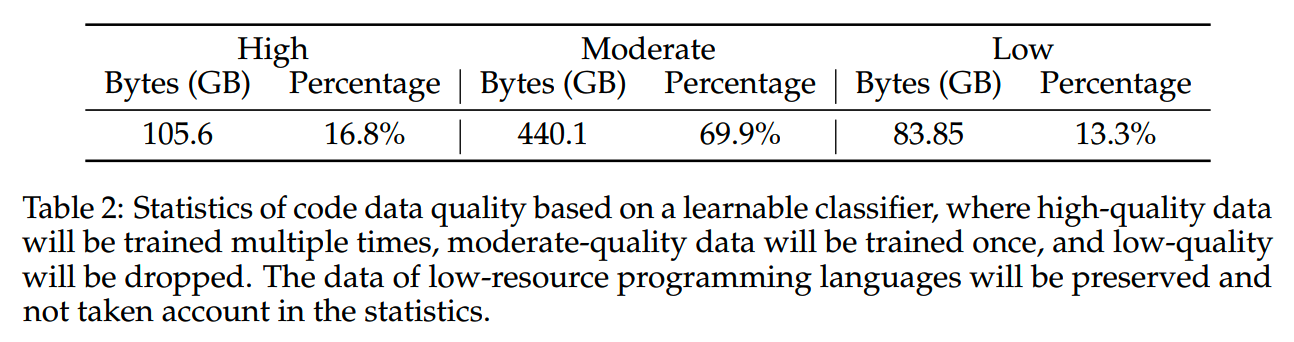 High Moderate Low
Bytes (GB) Percentage Bytes (GB) Percentage Bytes (GB) Percentage
105.6 16.8% 440.1 69.9% 83.85 13.3%
Table 2: Statistics of code data quality based on a learnable classifier, where high-quality data
will be trained multiple times, moderate-quality data will be trained once, and low-quality
will be dropped. The data of low-resource programming languages will be preserved and
not taken account in the statistics.